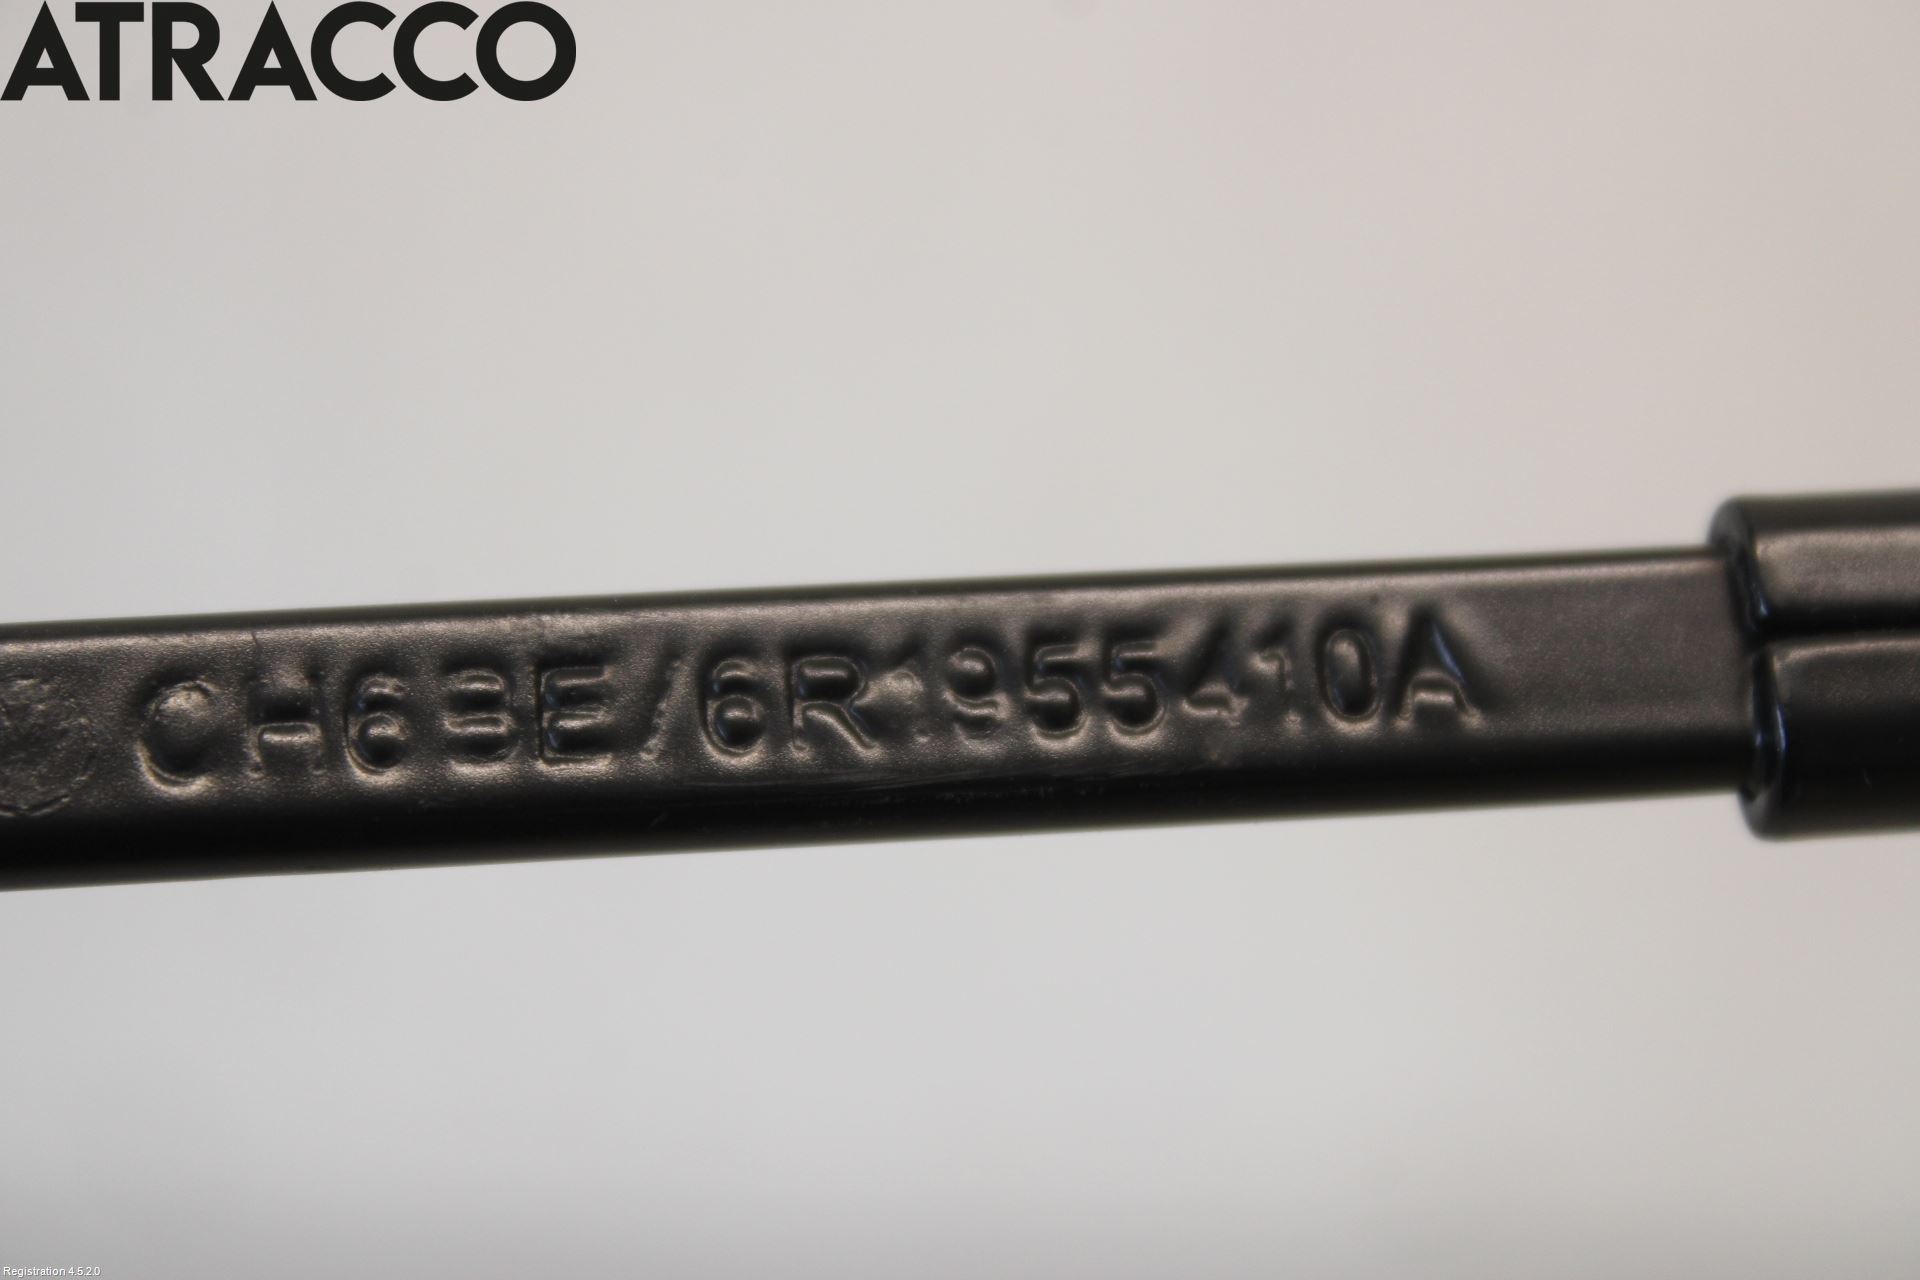 ATRACCO
CH63E/6R1955410A
Registration 4.5.2.0